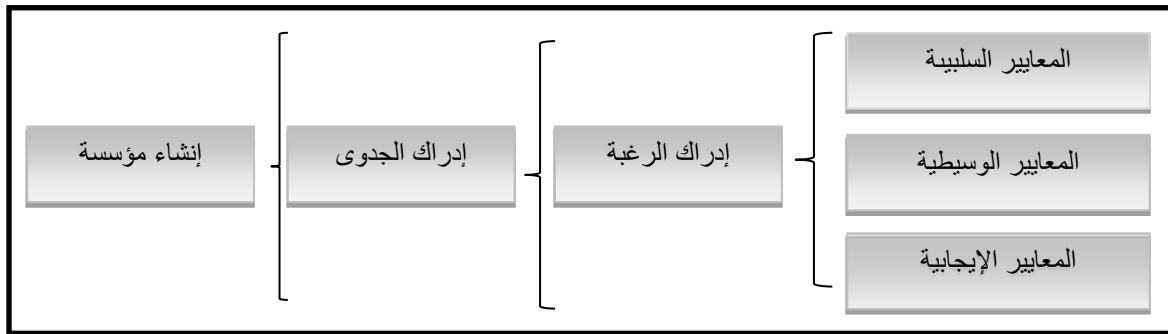 المعايير السلبية
إدراك الرغبة
إدراك الجدوى
إنشاء مؤسسة
المعايير الوسيطية
المعايير الإيجابية